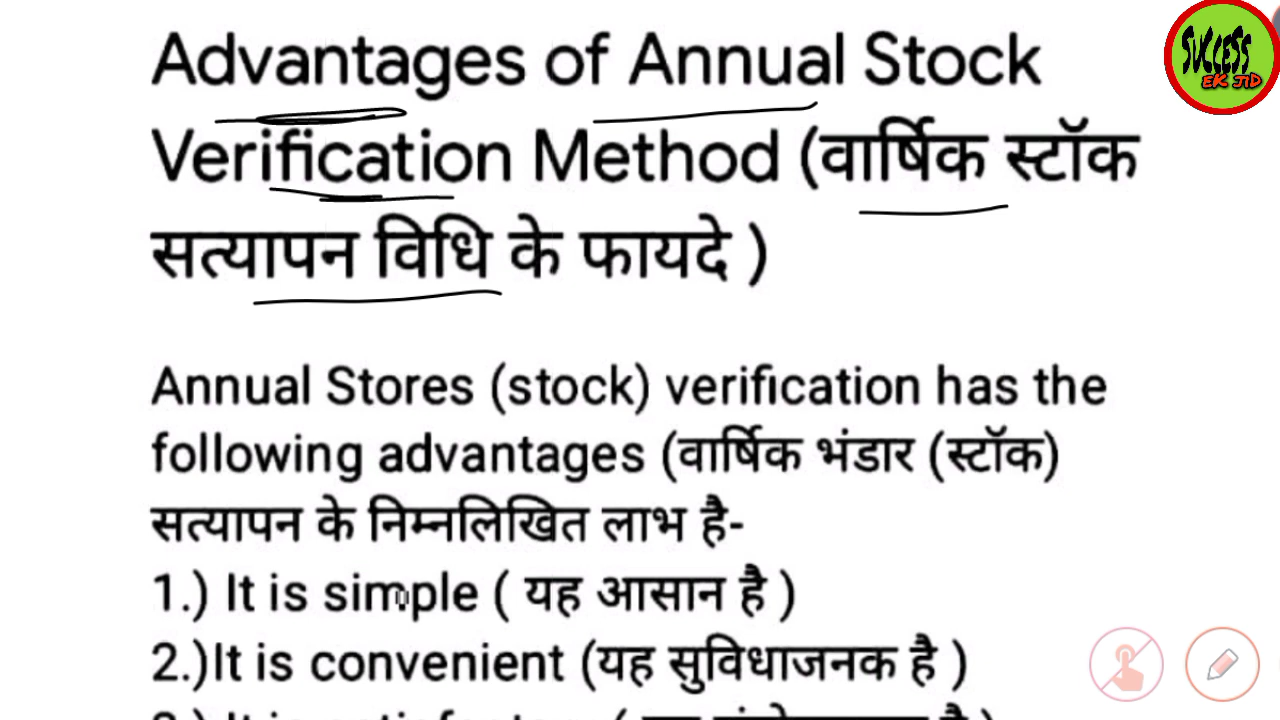 SUCCESS
EK JID
Advantages of Annual Stock
Verification Method (वार्षिक स्टॉक
सत्यापन विधि के फायदे )
Annual Stores (stock) verification has the
following advantages (वार्षिक भंडार (स्टॉक)
सत्यापन के निम्नलिखित लाभ है-
1.) It is simple ( यह आसान है )
2.)It is convenient (यह सुविधाजनक है )